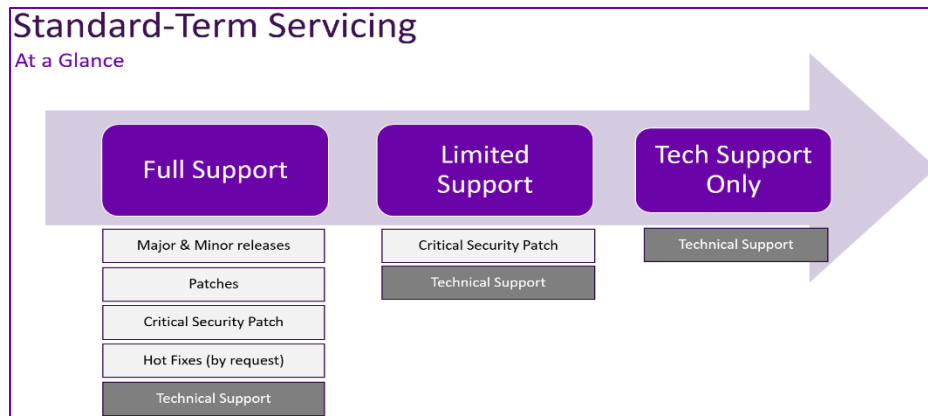 Standard-Term Servicing
At a Glance
Full Support
Major & Minor releases
Patches
Critical Security Patch
Hot Fixes (by request)
Technical Support
Limited
Support
Critical Security Patch
Technical Support
Tech Support
Only
Technical Support